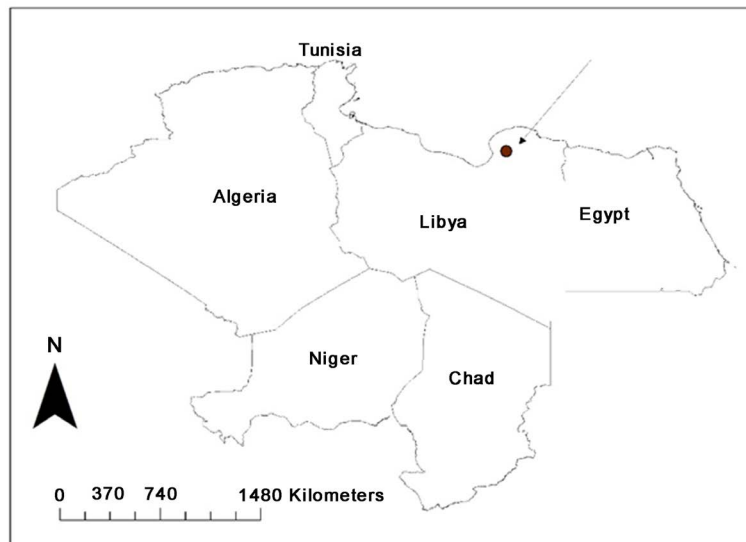 Tunisia
Algeria
Libya
Egypt
Niger
Chad
N
0 370 740 1480 Kilometers